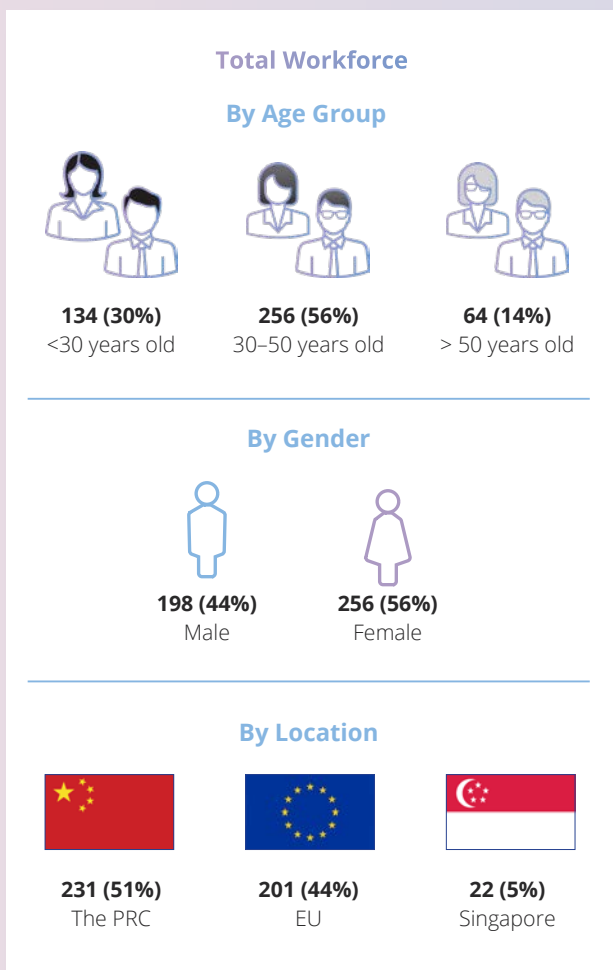 Total Workforce
By Age Group
134 (30%)
<30 years old
256 (56%)
30–50 years old
64 (14%)
> 50 years old
By Gender
198 (44%)
Male
256 (56%)
Female
By Location
231 (51%)
The PRC
201 (44%)
EU
22 (5%)
Singapore